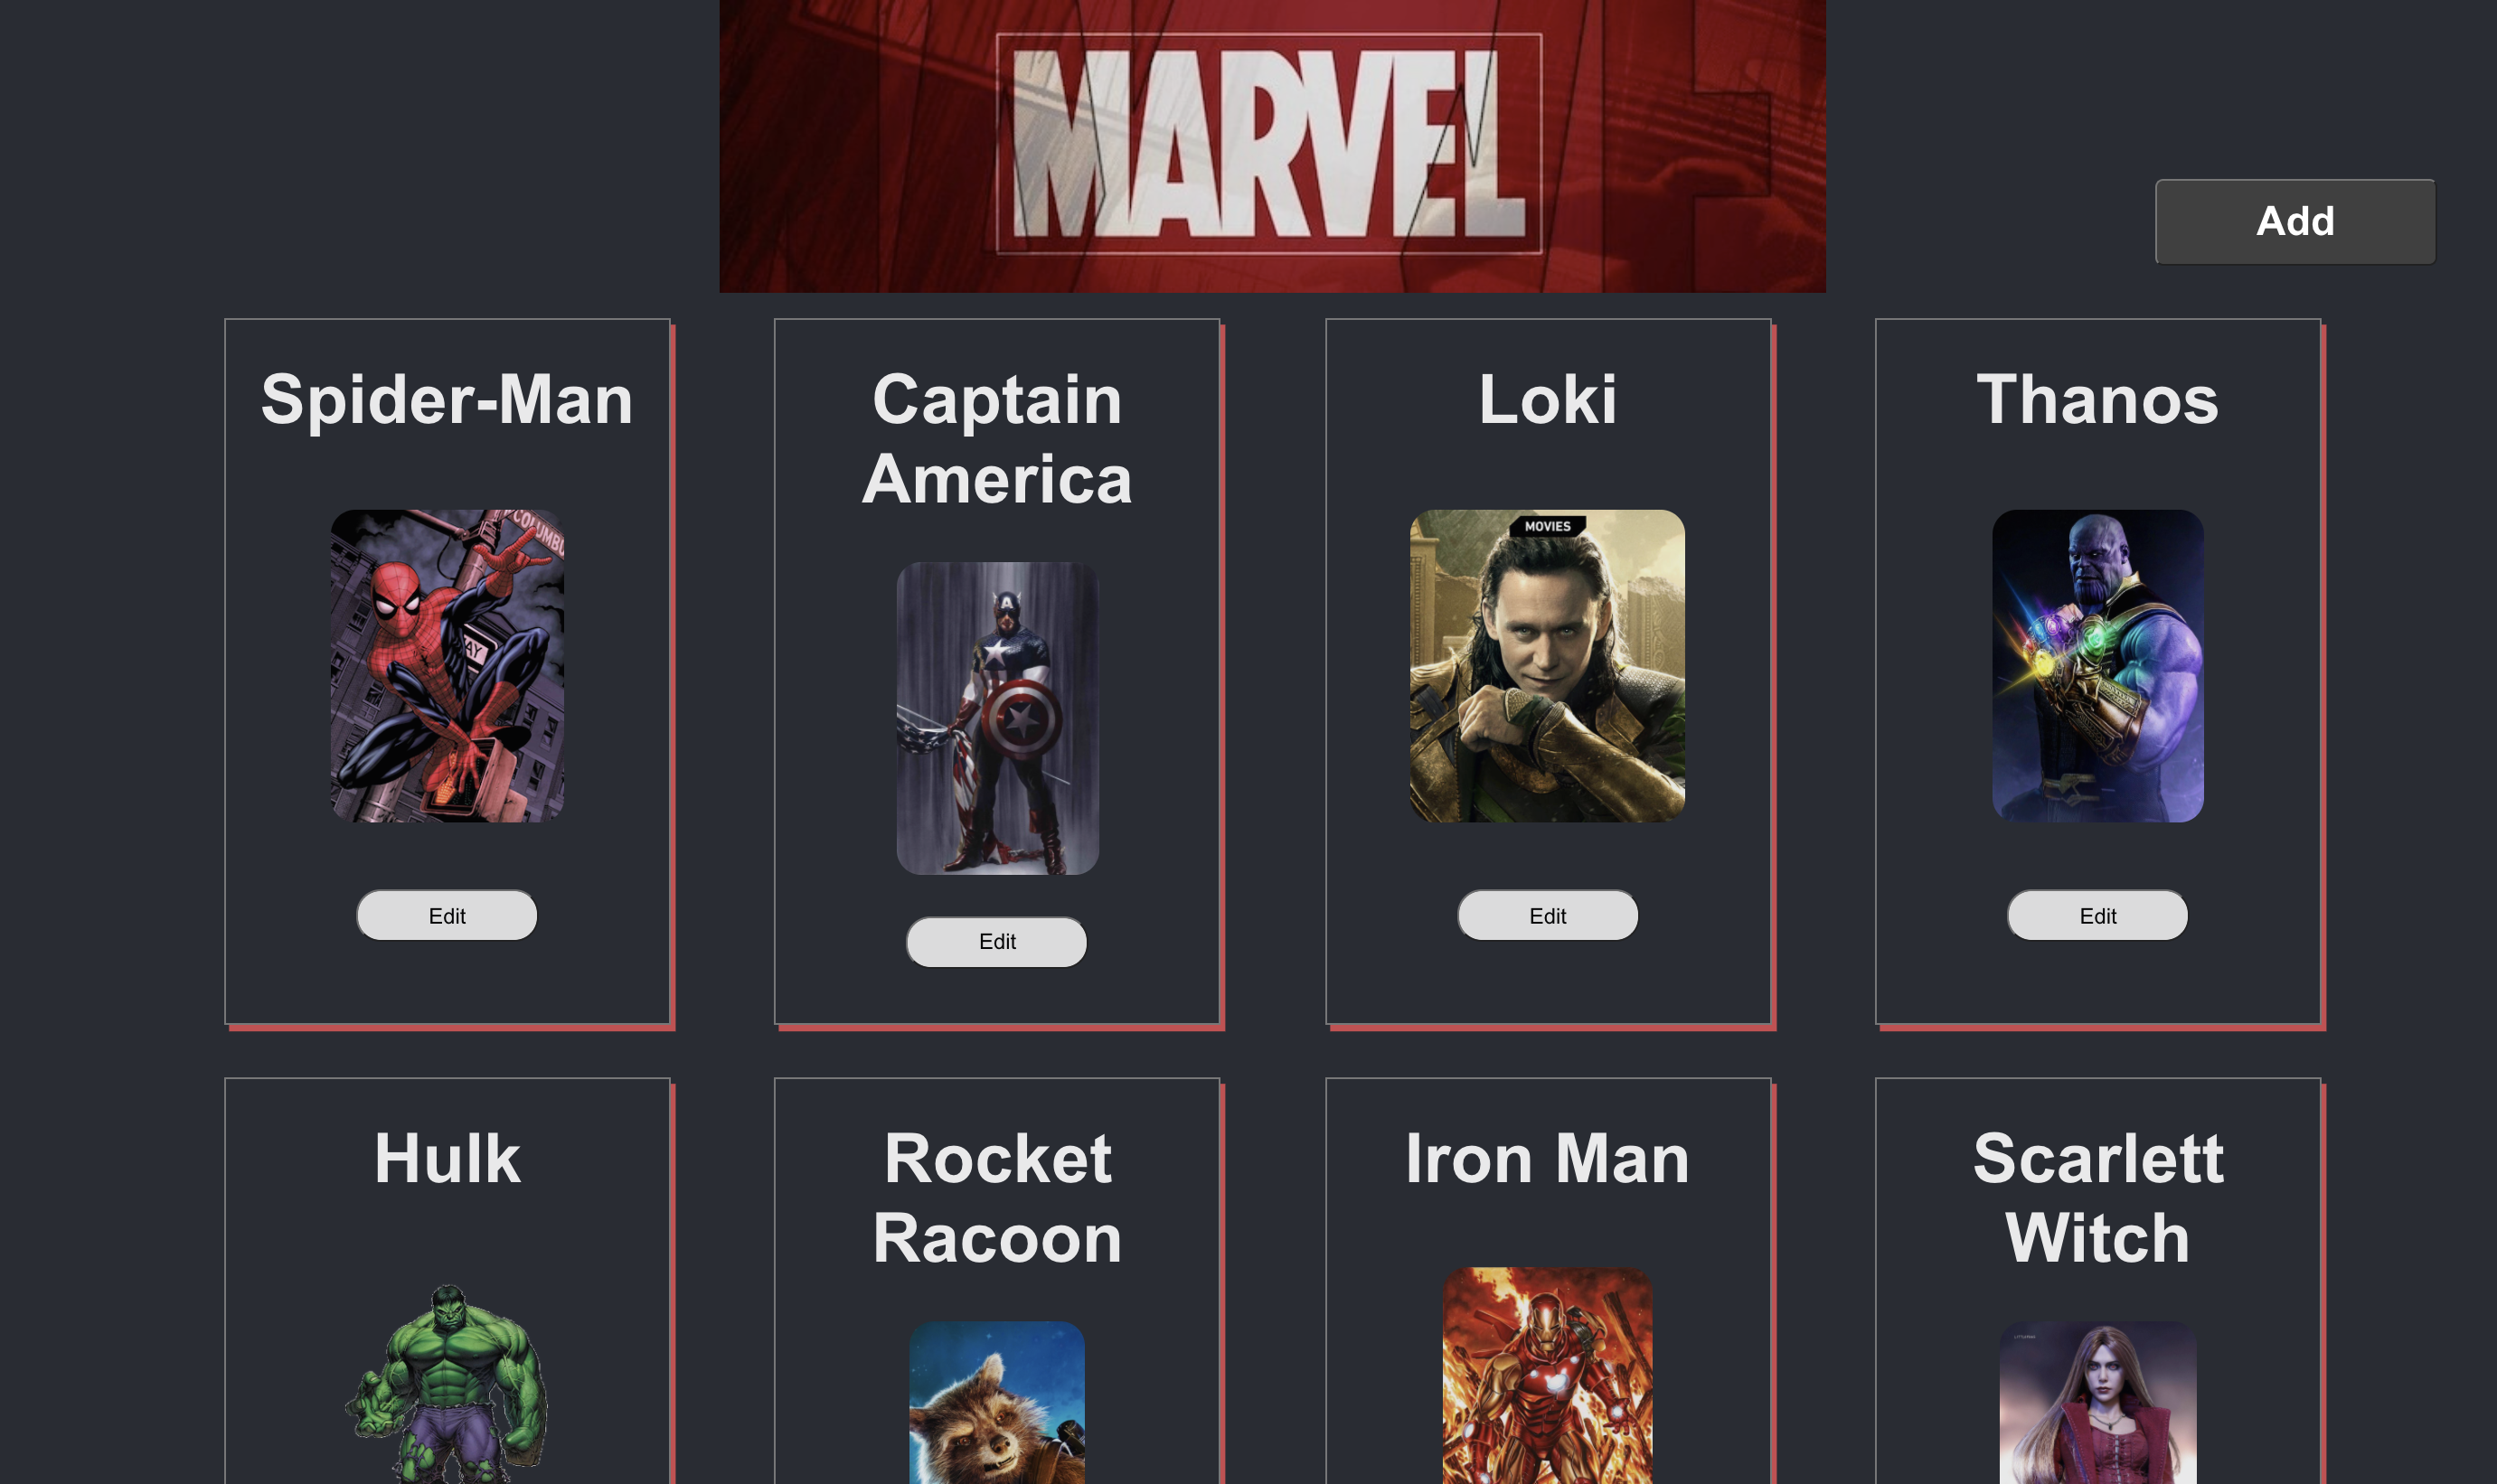 MARVEL
Add
Spider-Man
Captain
America
Loki
Thanos
COLUMBU
AY
MOVIES
Edit
Edit
Edit
Edit
Hulk
Rocket
Racoon
Iron Man
Scarlett
Witch